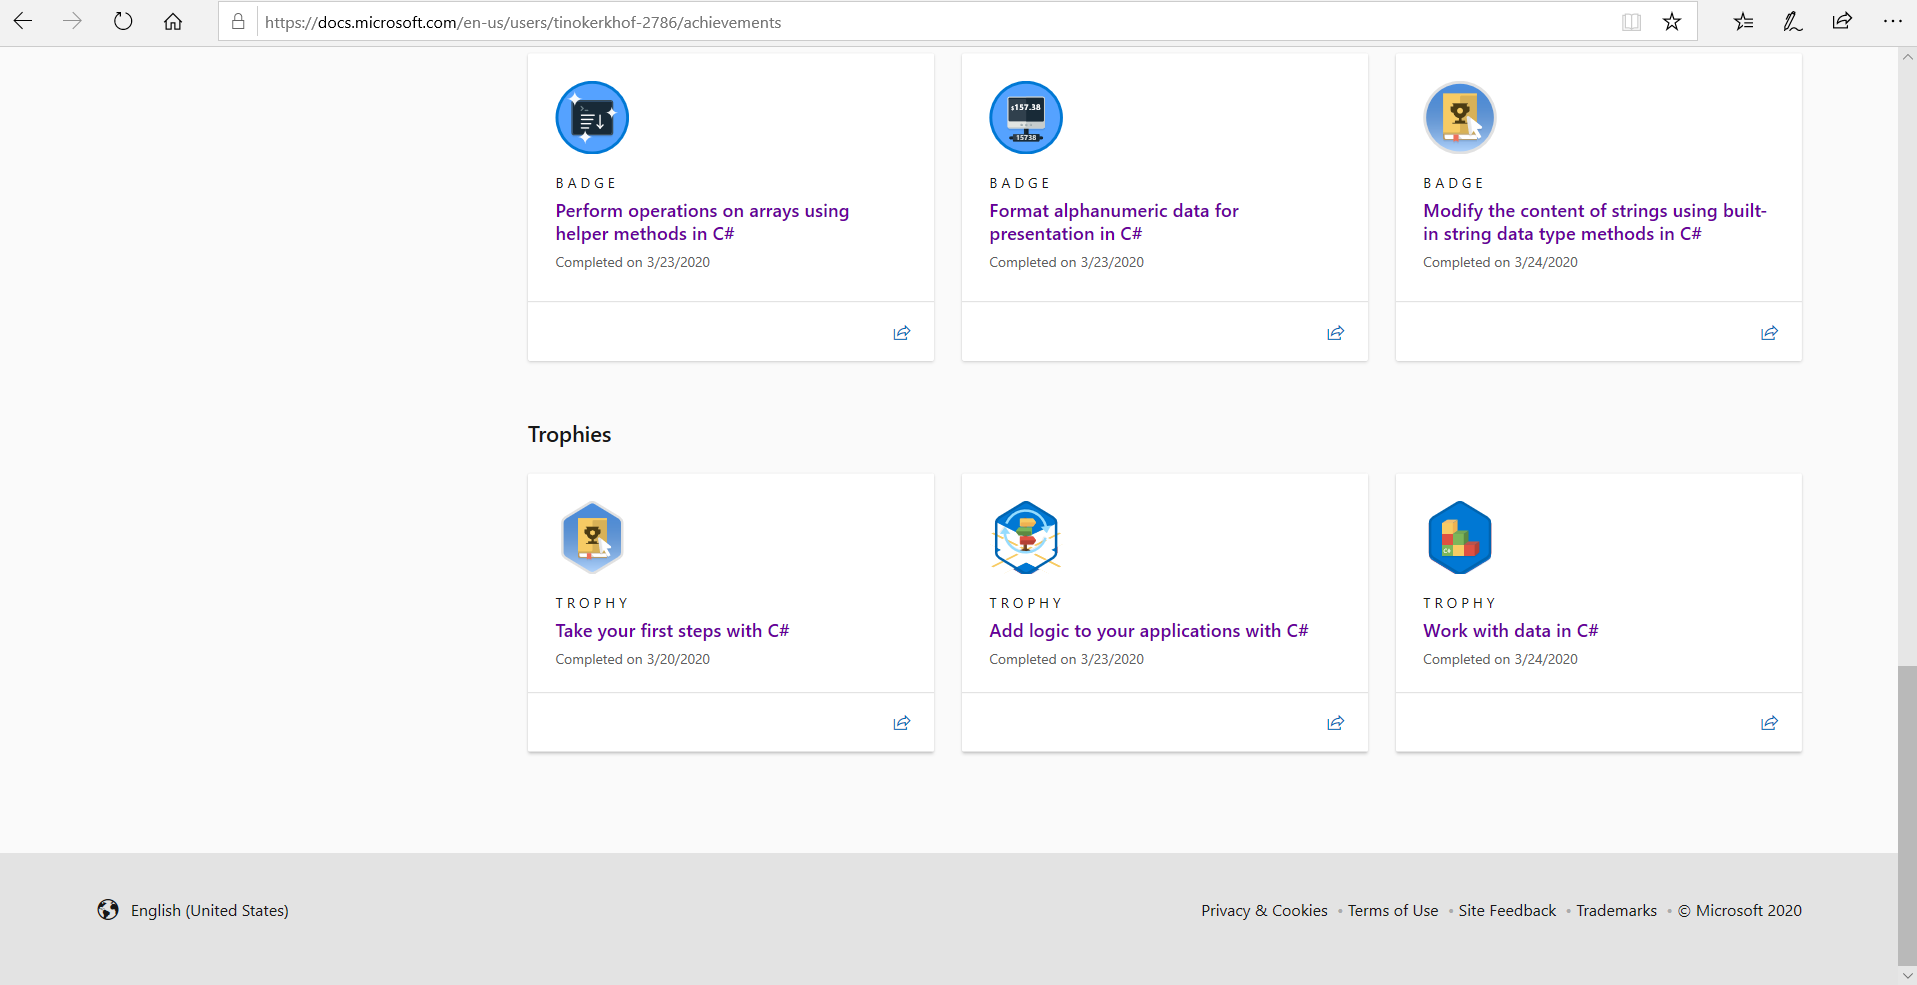 https://docs.microsoft.com/en-us/users/tinokerkhof-2786/achievements
$157.38
15738
BADGE
Perform operations on arrays using
helper methods in C#
Completed on 3/23/2020
BADGE
Format alphanumeric data for
presentation in C#
Completed on 3/23/2020
BADGE
Modify the content of strings using built-
in string data type methods in C#
Completed on 3/24/2020
Trophies
C#
TROPHY
Take your first steps with C#
Completed on 3/20/2020
TROPHY
Add logic to your applications with C#
Completed on 3/23/2020
TROPHY
Work with data in C#
Completed on 3/24/2020
English (United States)
Privacy & Cookies • Terms of Use • Site Feedback • Trademarks • © Microsoft 2020